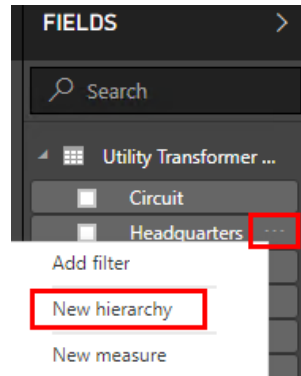 FIELDS
Search
Utility Transformer ...
Circuit
Headquarters ...
Add filter
New hierarchy
New measure